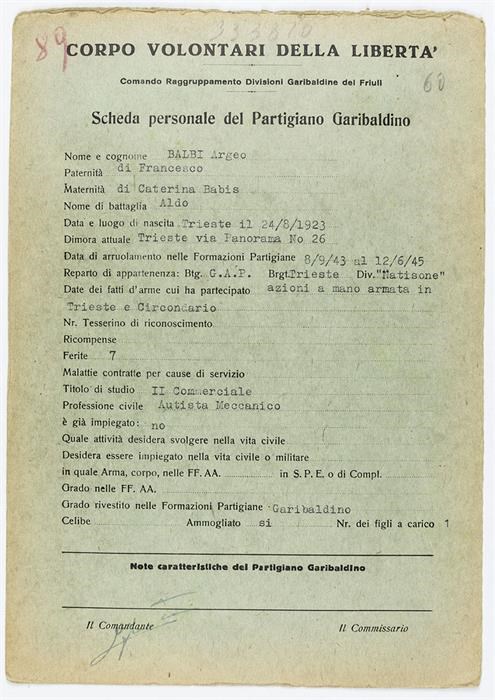 333870
89
CORPO VOLONTARI DELLA LIBERTA'
Comando Raggruppamento Divisioni Garibaldine del Friuli
60
Scheda personale del Partigiano Garibaldino
Nome e cognome BALBI Argeo
Paternità di Francesco
Maternità di Caterina Babis
Nome di battaglia Aldo
Data e luogo di nascita Trieste il 24/8/1923
Dimora attuale Trieste via Panorama No 26
Data di arruolamento nelle Formazioni Partigiane 8/9/43 al 12/6/45
Reparto di appartenenza: Btg. G.A.P. Brgt. Trieste Div. "Natisone"
Date dei fatti d'arme cui ha partecipato azioni a mano armata in
Trieste e Circondario
Nr. Tesserino di riconoscimento
Ricompense
Ferite 7
Malattie contratte per cause di servizio
Titolo di studio II Commerciale
Professione civile Autista Meccanico
è già impiegato: no
Quale attività desidera svolgere nella vita civile
Desidera essere impiegato nella vita civile o militare
in quale Arma, corpo, nelle FF. AA. in S. P. E. o di Compl.
Grado nelle FF. AA.
Grado rivestito nelle Formazioni Partigiane Garibaldino
Celibe Ammogliato si Nr. dei figli a carico 1
Note caratteristiche del Partigiano Garibaldino
Il Comandante Il Commissario